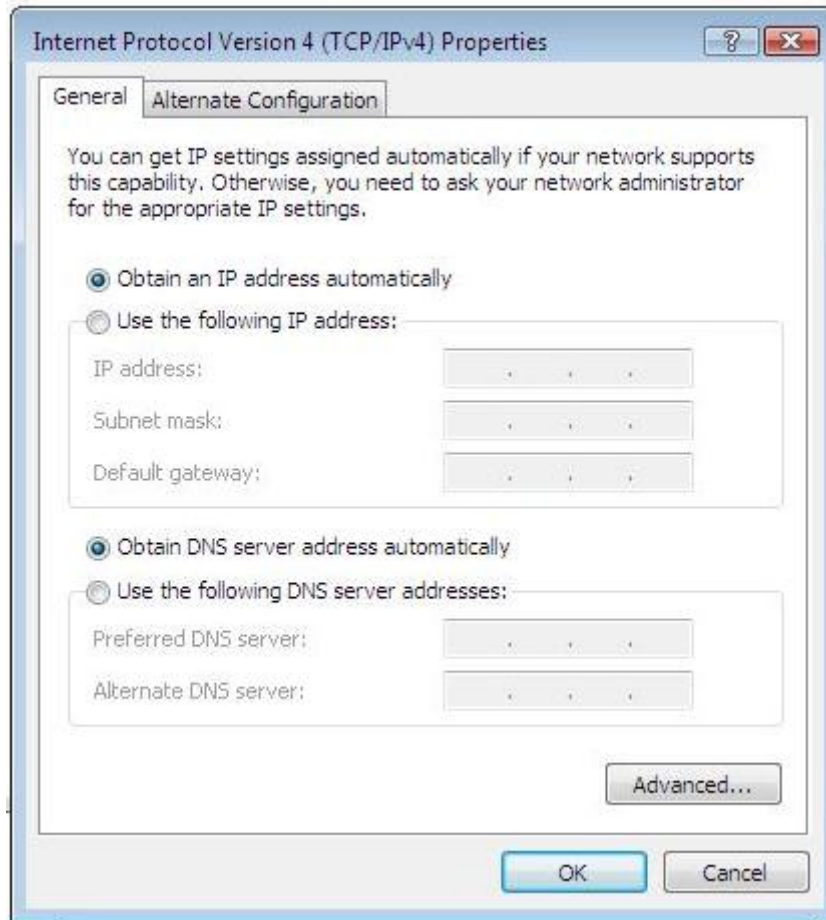 Internet Protocol Version 4 (TCP/IPv4) Properties
General
Alternate Configuration
You can get IP settings assigned automatically if your network supports
this capability. Otherwise, you need to ask your network administrator
for the appropriate IP settings.
Obtain an IP address automatically
Use the following IP address:
IP address:
Subnet mask:
Default gateway:
Obtain DNS server address automatically
Use the following DNS server addresses:
Preferred DNS server:
Alternate DNS server:
Advanced...
OK
Cancel